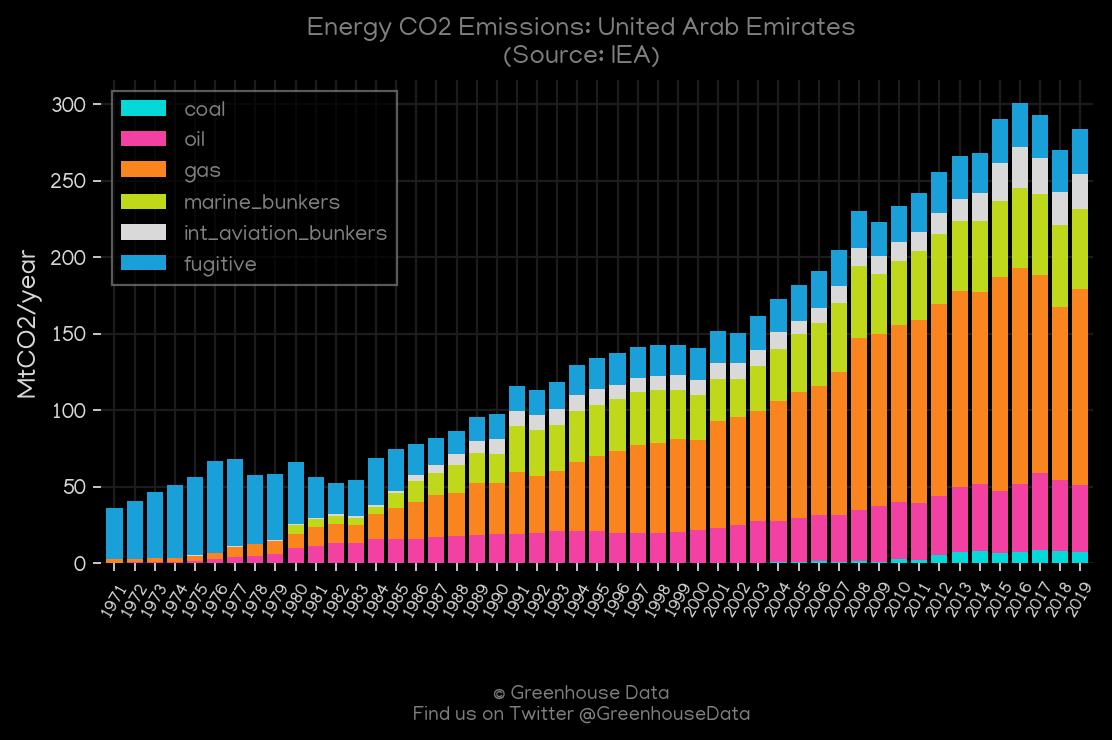 Energy CO2 Emissions: United Arab Emirates
(Source: IEA)
MtCO2/year
300
250
200
150
100
50
0
coal
oil
gas
marine_bunkers
int_aviation_bunkers
fugitive
1971 1972 1973 1974 1975 1976 1977 1978 1979 1980 1981 1982 1983 1984 1985 1986 1987 1988 1989 1990 1991 1992 1993 1994 1995 1996 1997 1998 1999 2000 2001 2002 2003 2004 2005 2006 2007 2008 2009 2010 2011 2012 2013 2014 2015 2016 2017 2018 2019
© Greenhouse Data
Find us on Twitter @GreenhouseData